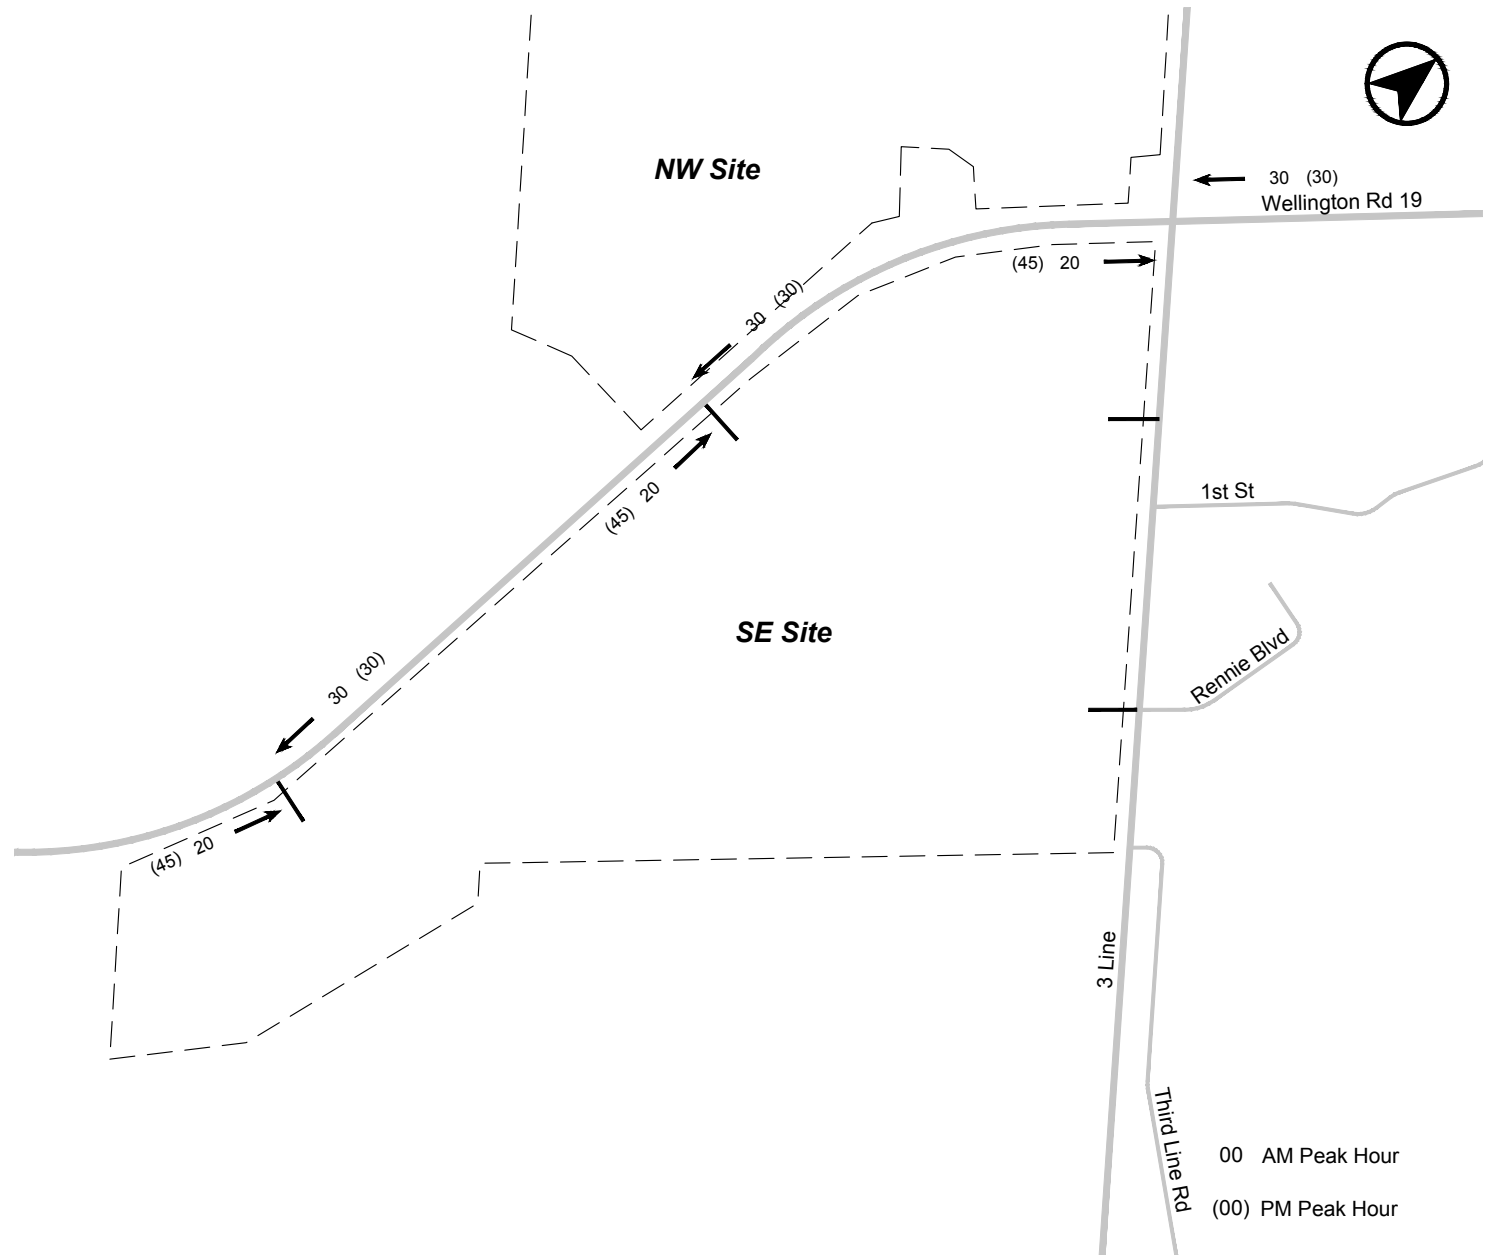 NW Site
30 (30)
Wellington Rd 19
(45) 20
30 (30)
(45) 20
1st St
SE Site
Rennie Blvd
30 (30)
(45) 20
3 Line
Third Line Rd
00 AM Peak Hour
(00) PM Peak Hour